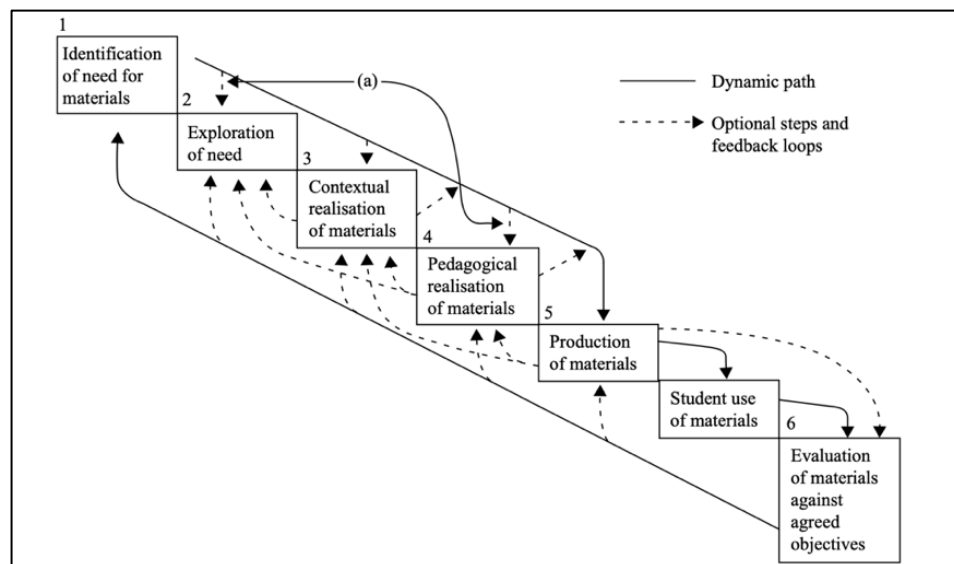 1
Identification
of need for
materials
(a)
Dynamic path
2
Optional steps and
feedback loops
Exploration
of need
3
Contextual
realisation
of materials
4
Pedagogical
realisation
of materials
5
Production
of materials
Student use
of materials
6
Evaluation
of materials
against
agreed
objectives